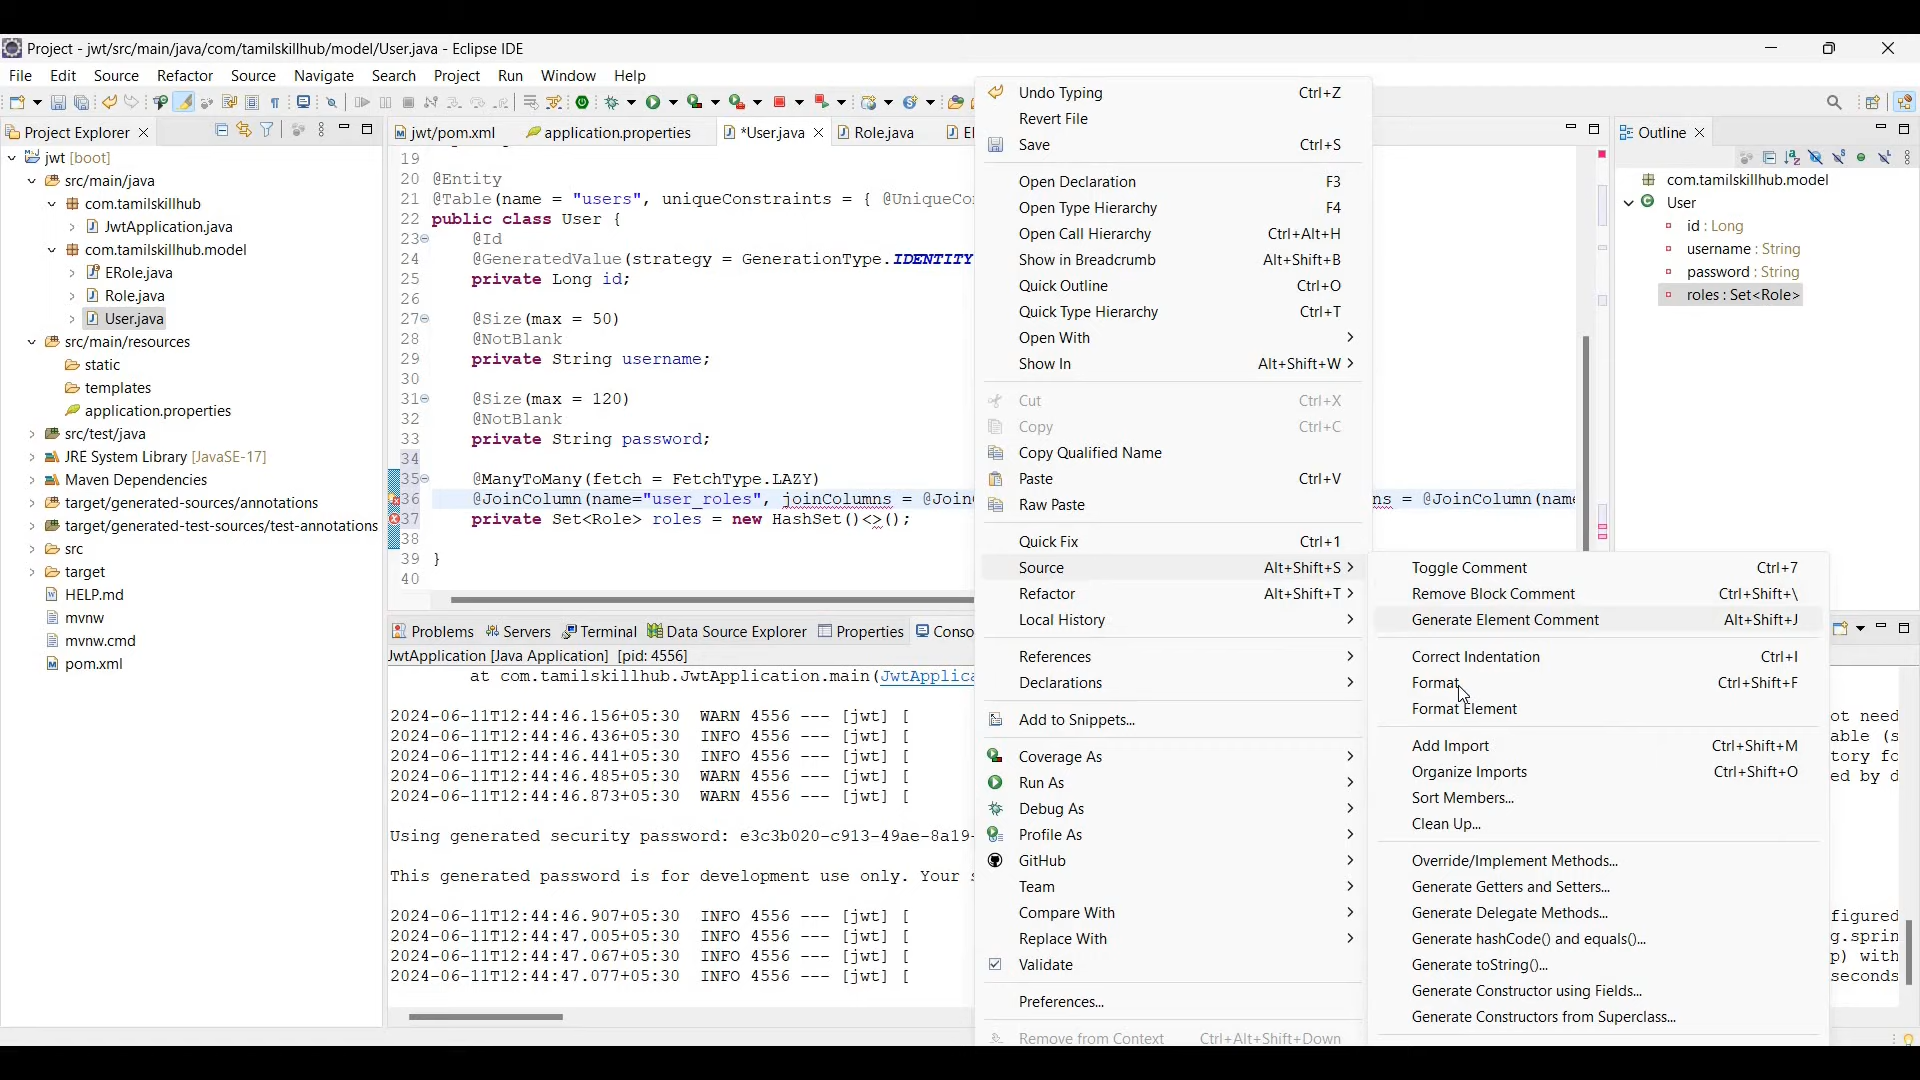 Project - jwt/src/main/java/com/tamilskillhub/model/User.java - Eclipse IDE
File Edit Source Refactor Source Navigate Search Project Run Window Help
Project Explorer
jwt [boot]
src/main/java
com.tamilskillhub
JwtApplication.java
com.tamilskillhub.model
ERole.java
Role.java
User.java
src/main/resources
static
templates
application.properties
src/test/java
JRE System Library [JavaSE-17]
Maven Dependencies
target/generated-sources/annotations
target/generated-test-sources/test-annotations
src
target
HELP.md
mvnw
mvnw.cmd
pom.xml
jwt/pom.xml application.properties *User.java Role.java
19
20 @Entity
21 @Table(name = "users", uniqueConstraints = { @UniqueCo
22 public class User {
23 @Id
24 @GeneratedValue(strategy = GenerationType.IDENTITY
25 private Long id;
26
27 @Size(max = 50)
28 @NotBlank
29 private String username;
30
31 @Size(max = 120)
32 @NotBlank
33 private String password;
34
35 @ManyToMany(fetch = FetchType.LAZY)
36 @JoinColumn(name="user_roles", joinColumns = @Join ns = @JoinColumn(name
37 private Set<Role> roles = new HashSet()<>();
38
39 }
40
Problems Servers Terminal Data Source Explorer Properties Conso
JwtApplication [Java Application] [pid: 4556]
at com.tamilskillhub.JwtApplication.main(JwtApplica
2024-06-11T12:44:46.156+05:30 WARN 4556 --- [jwt] [ ot need
2024-06-11T12:44:46.436+05:30 INFO 4556 --- [jwt] [ able (s
2024-06-11T12:44:46.441+05:30 INFO 4556 --- [jwt] [ tory fo
2024-06-11T12:44:46.485+05:30 WARN 4556 --- [jwt] [ ed by d
2024-06-11T12:44:46.873+05:30 WARN 4556 --- [jwt] [
Using generated security password: e3c3b020-c913-49ae-8a19-
This generated password is for development use only. Your s
2024-06-11T12:44:46.907+05:30 INFO 4556 --- [jwt] [ figured
2024-06-11T12:44:47.005+05:30 INFO 4556 --- [jwt] [ g.sprin
2024-06-11T12:44:47.067+05:30 INFO 4556 --- [jwt] [ p) with
2024-06-11T12:44:47.077+05:30 INFO 4556 --- [jwt] [ seconds
Undo Typing Ctrl+Z
Revert File
Save Ctrl+S
Open Declaration F3
Open Type Hierarchy F4
Open Call Hierarchy Ctrl+Alt+H
Show in Breadcrumb Alt+Shift+B
Quick Outline Ctrl+O
Quick Type Hierarchy Ctrl+T
Open With
Show In Alt+Shift+W
Cut Ctrl+X
Copy Ctrl+C
Copy Qualified Name
Paste Ctrl+V
Raw Paste
Quick Fix Ctrl+1
Source Alt+Shift+S
Refactor Alt+Shift+T
Local History
References
Declarations
Add to Snippets...
Coverage As
Run As
Debug As
Profile As
GitHub
Team
Compare With
Replace With
Validate
Preferences...
Remove from Context Ctrl+Alt+Shift+Down
Toggle Comment Ctrl+7
Remove Block Comment Ctrl+Shift+\
Generate Element Comment Alt+Shift+J
Correct Indentation Ctrl+I
Format Ctrl+Shift+F
Format Element
Add Import Ctrl+Shift+M
Organize Imports Ctrl+Shift+O
Sort Members...
Clean Up...
Override/Implement Methods...
Generate Getters and Setters...
Generate Delegate Methods...
Generate hashCode() and equals()...
Generate toString()...
Generate Constructor using Fields...
Generate Constructors from Superclass...
Outline
com.tamilskillhub.model
User
id : Long
username : String
password : String
roles : Set<Role>